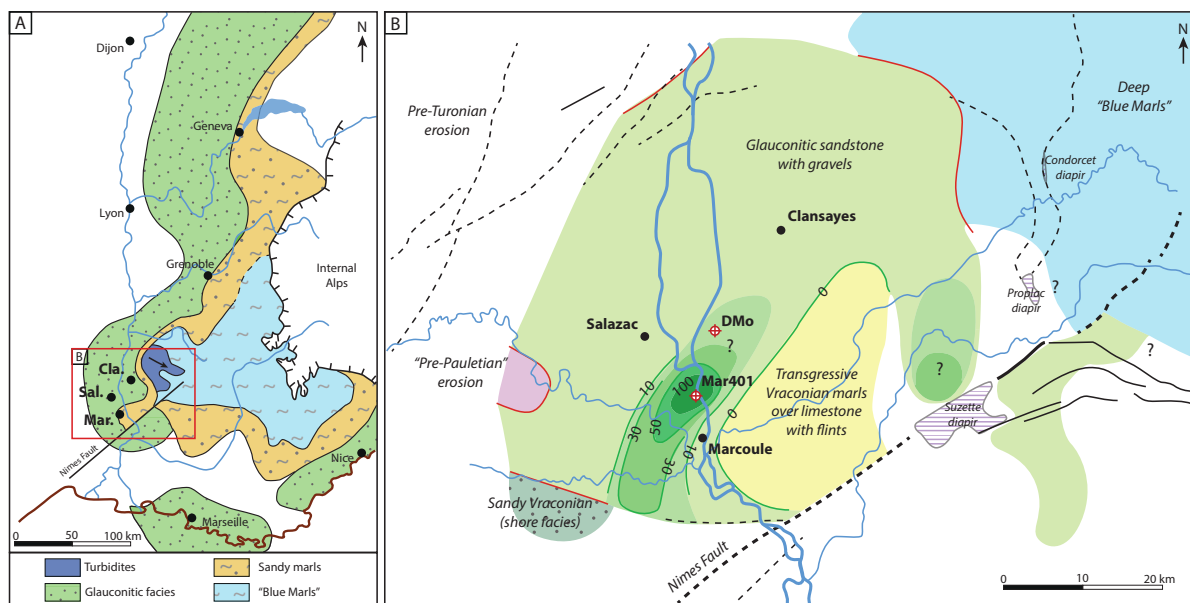 A
N
Dijon
Geneva
Lyon
Grenoble
Internal
Alps
B
Cla.
Sal.
Mar.
Nimes Fault
Nice
Marseille
0 50 100 km
Turbidites
Sandy marls
Glauconitic facies
"Blue Marls"
B
N
Pre-Turonian
erosion
Deep
"Blue Marls"
Glauconitic sandstone
with gravels
Condorcet
diapir
Clansayes
Propiac
diapir
?
0
Salazac
DMo
?
"Pre-Pauletian"
erosion
10
100
Mar401
30
50
0
Transgressive
Vraconian marls
over limestone
with flints
?
?
Suzette
diapir
Marcoule
10
30
Sandy Vraconian
(shore facies)
Nimes Fault
0 10 20 km